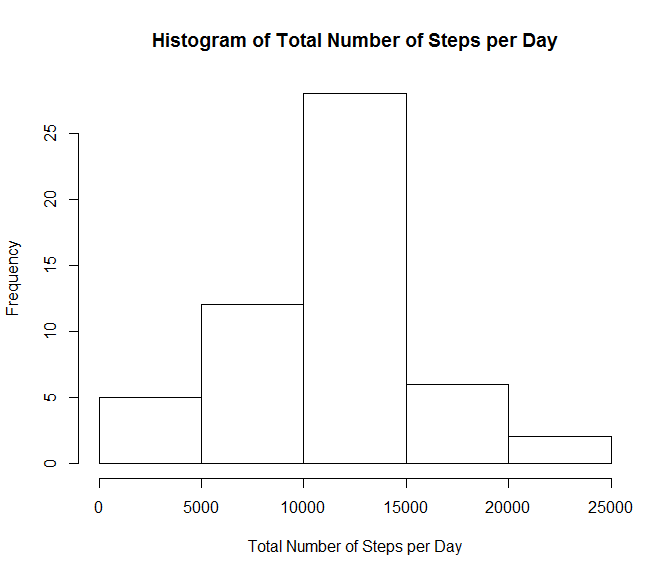 Histogram of Total Number of Steps per Day
Frequency
25
20
15
10
5
0
0 5000 10000 15000 20000 25000
Total Number of Steps per Day